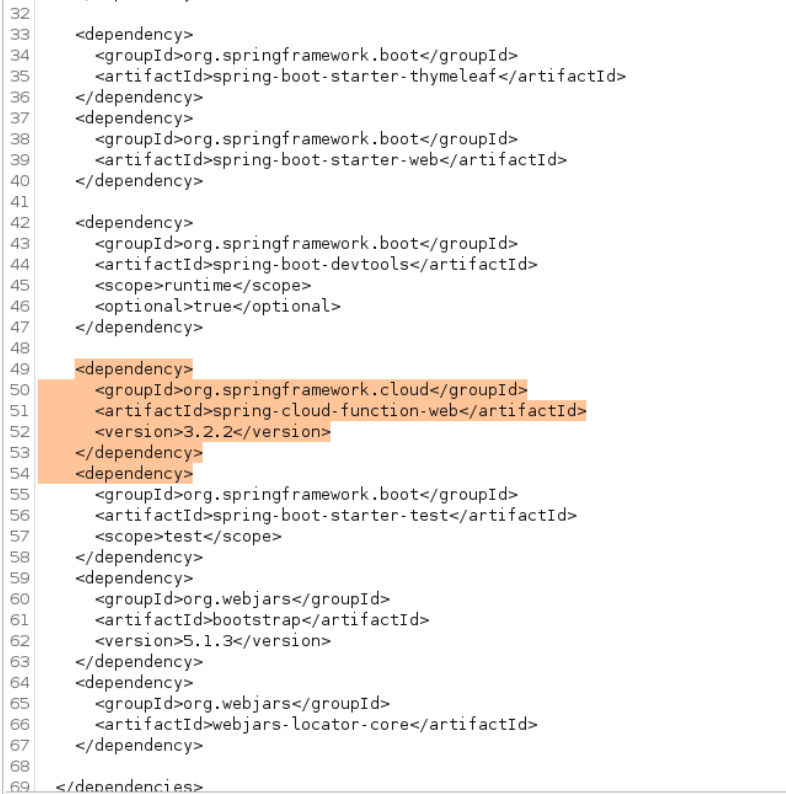 32
33 <dependency>
34 <groupId>org.springframework.boot</groupId>
35 <artifactId>spring-boot-starter-thymeleaf</artifactId>
36 </dependency>
37 <dependency>
38 <groupId>org.springframework.boot</groupId>
39 <artifactId>spring-boot-starter-web</artifactId>
40 </dependency>
41
42 <dependency>
43 <groupId>org.springframework.boot</groupId>
44 <artifactId>spring-boot-devtools</artifactId>
45 <scope>runtime</scope>
46 <optional>true</optional>
47 </dependency>
48
49 <dependency>
50 <groupId>org.springframework.cloud</groupId>
51 <artifactId>spring-cloud-function-web</artifactId>
52 <version>3.2.2</version>
53 </dependency>
54 <dependency>
55 <groupId>org.springframework.boot</groupId>
56 <artifactId>spring-boot-starter-test</artifactId>
57 <scope>test</scope>
58 </dependency>
59 <dependency>
60 <groupId>org.webjars</groupId>
61 <artifactId>bootstrap</artifactId>
62 <version>5.1.3</version>
63 </dependency>
64 <dependency>
65 <groupId>org.webjars</groupId>
66 <artifactId>webjars-locator-core</artifactId>
67 </dependency>
68
69 </dependencies>